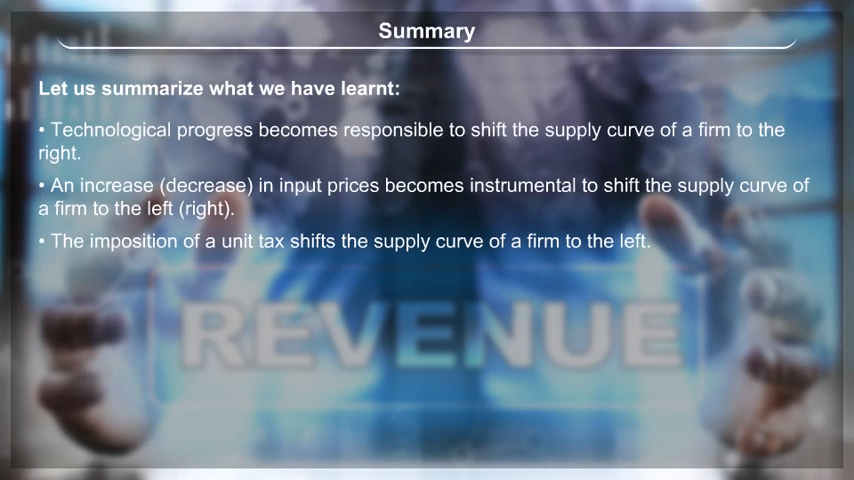 Summary
Let us summarize what we have learnt:
• Technological progress becomes responsible to shift the supply curve of a firm to the
right.
• An increase (decrease) in input prices becomes instrumental to shift the supply curve of
a firm to the left (right).
• The imposition of a unit tax shifts the supply curve of a firm to the left.
REVENUE